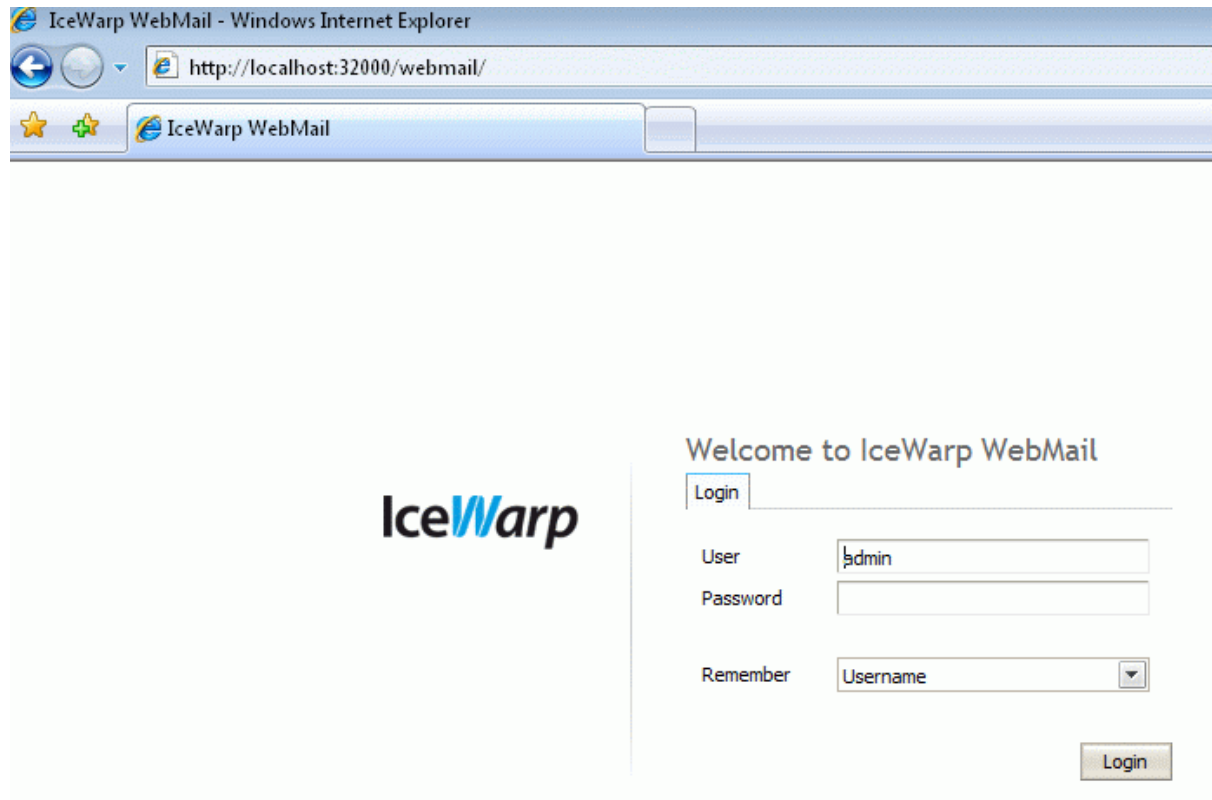 IceWarp WebMail - Windows Internet Explorer
http://localhost:32000/webmail/
IceWarp WebMail
Welcome to IceWarp WebMail
Login
IceWarp
User admin
Password
Remember Username
Login